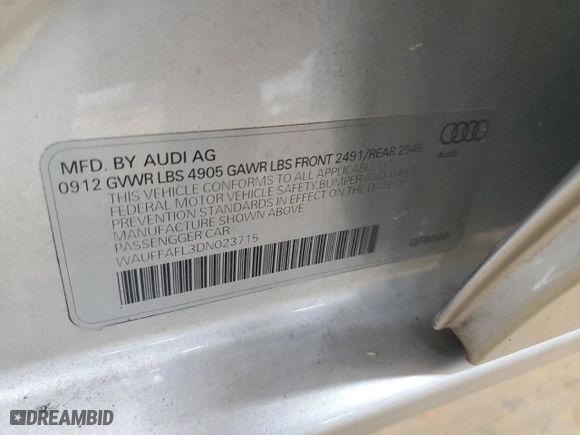 MFD. BY AUDI AG
0912 GVWR LBS 4905 GAWR LBS FRONT 2491/REAR 2546
THIS VEHICLE CONFORMS TO ALL APPLICABLE U.S.
FEDERAL MOTOR VEHICLE SAFETY, BUMPER AND THEFT
PREVENTION STANDARDS IN EFFECT ON THE DATE OF
MANUFACTURE SHOWN ABOVE
PASSENGGER CAR
WAUFFAFL3DN023715
Audi
GERMANY
DREAMBID